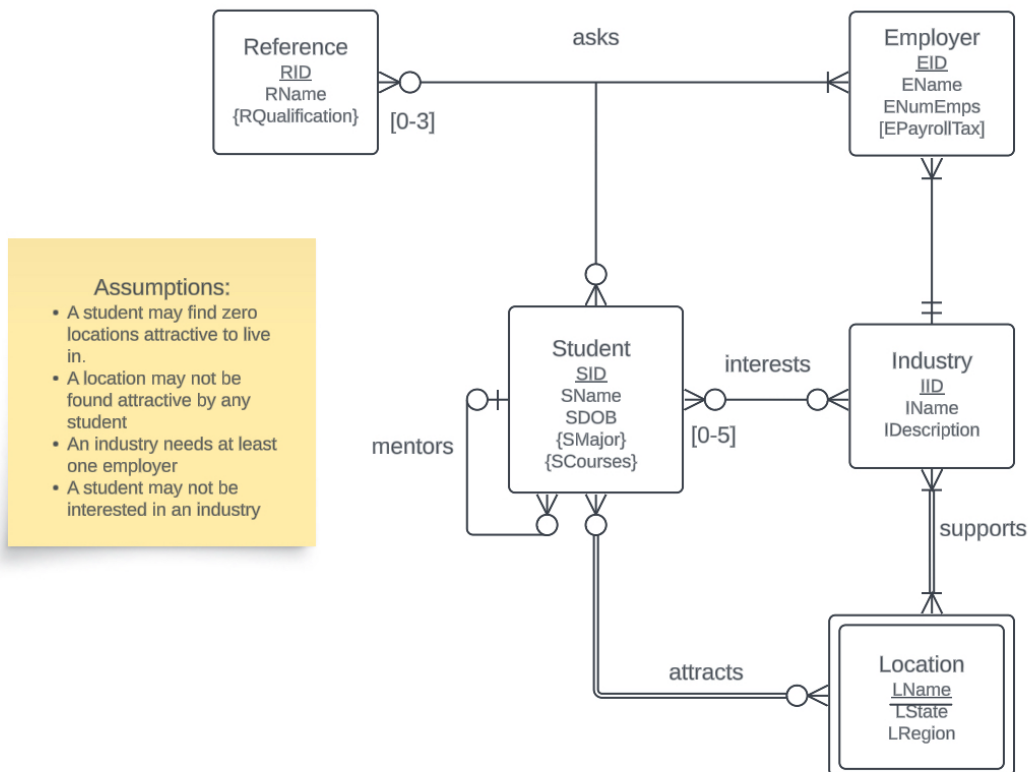 asks
Reference
RID
RName
{RQualification}
[0-3]
Employer
EID
EName
ENumEmps
[EPayrollTax]
Assumptions:
• A student may find zero
locations attractive to live
in.
• A location may not be
found attractive by any
student
• An industry needs at least
one employer
• A student may not be
interested in an industry
mentors
Student
SID
SName
SDOB
{SMajor}
{SCourses}
interests
[0-5]
Industry
IID
IName
IDescription
supports
attracts
Location
LName
LState
LRegion